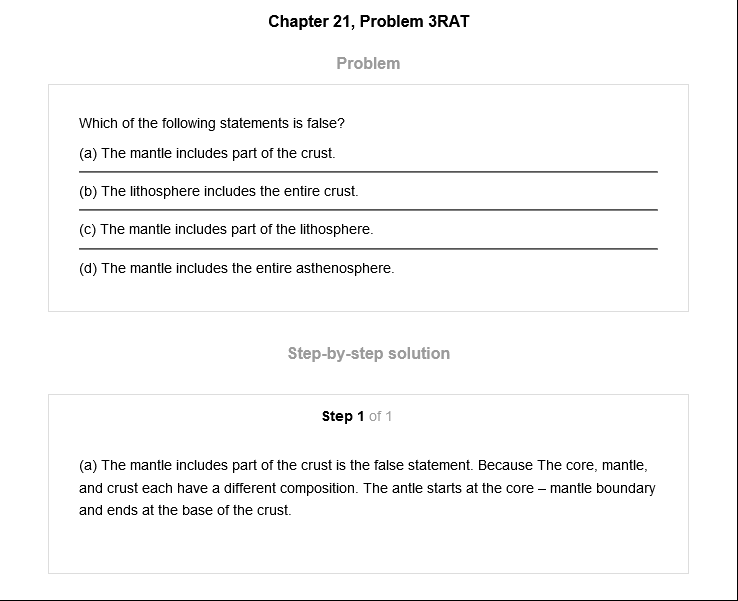 Chapter 21, Problem 3RAT
Problem
Which of the following statements is false?
(a) The mantle includes part of the crust.
(b) The lithosphere includes the entire crust.
(c) The mantle includes part of the lithosphere.
(d) The mantle includes the entire asthenosphere.
Step-by-step solution
Step 1 of 1
(a) The mantle includes part of the crust is the false statement. Because The core, mantle,
and crust each have a different composition. The antle starts at the core – mantle boundary
and ends at the base of the crust.